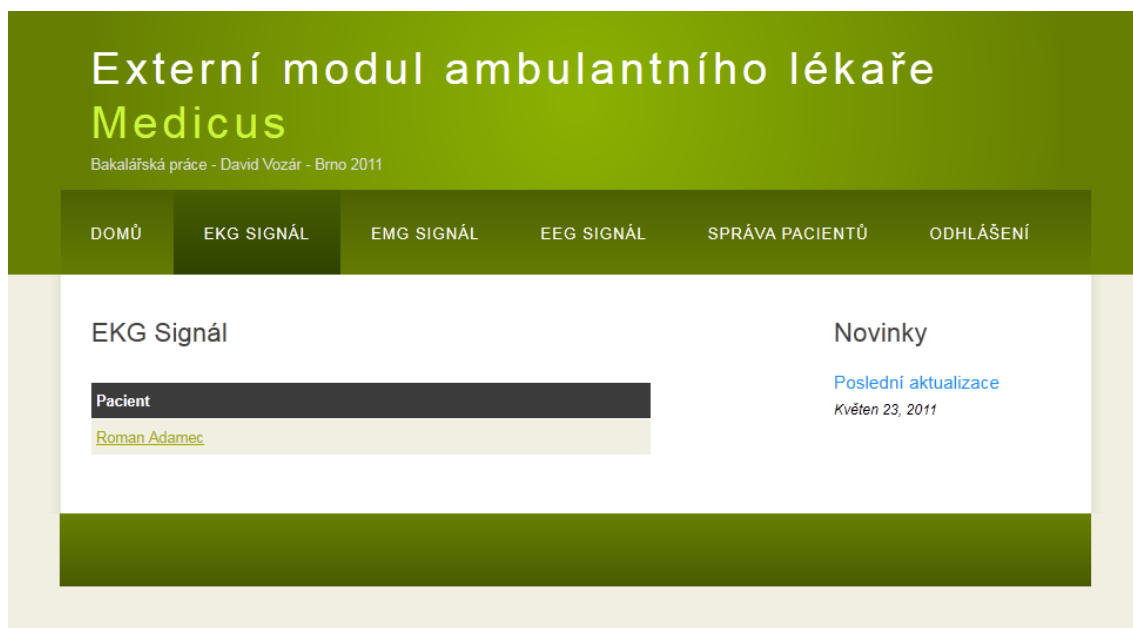 Externí modul ambulantního lékaře
Medicus
Bakalářská práce - David Vozár - Brno 2011
DOMŮ EKG SIGNÁL EMG SIGNÁL EEG SIGNÁL SPRÁVA PACIENTŮ ODHLÁŠENÍ
EKG Signál
Pacient
Roman Adamec
Novinky
Poslední aktualizace
Květen 23, 2011